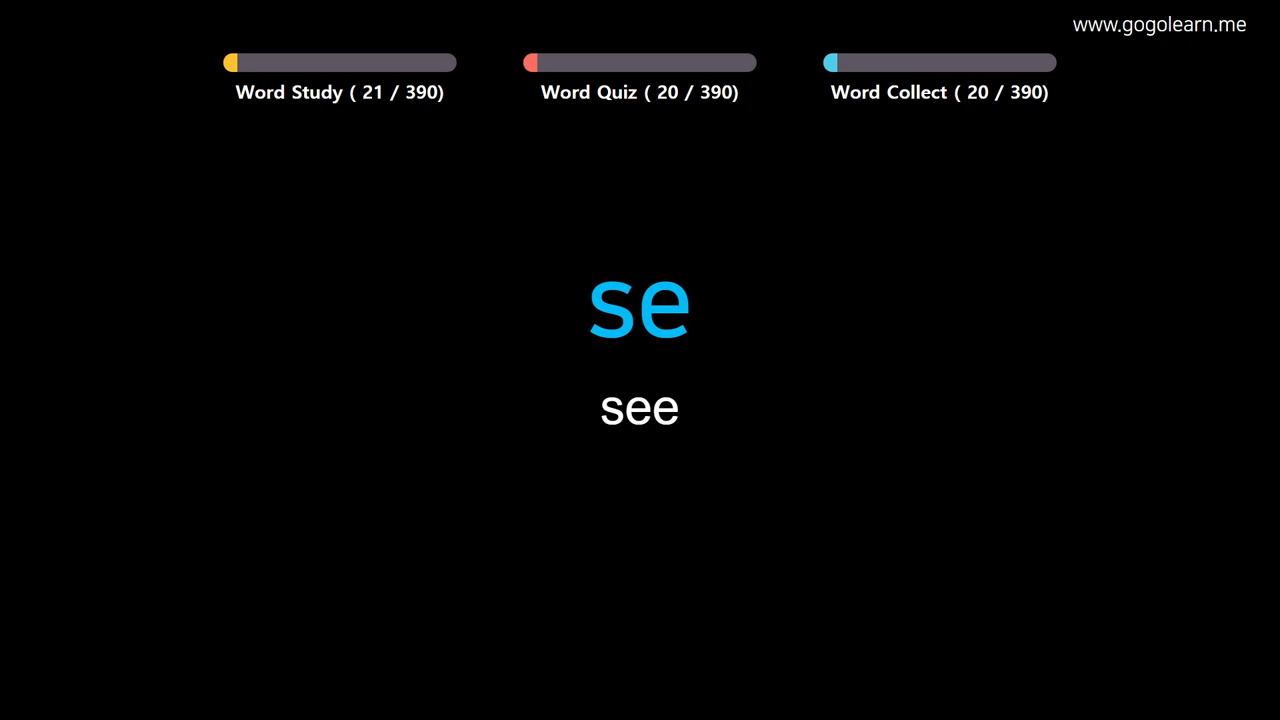 www.gogolearn.me
Word Study ( 21 / 390)
Word Quiz ( 20 / 390)
Word Collect ( 20 / 390)
se
see